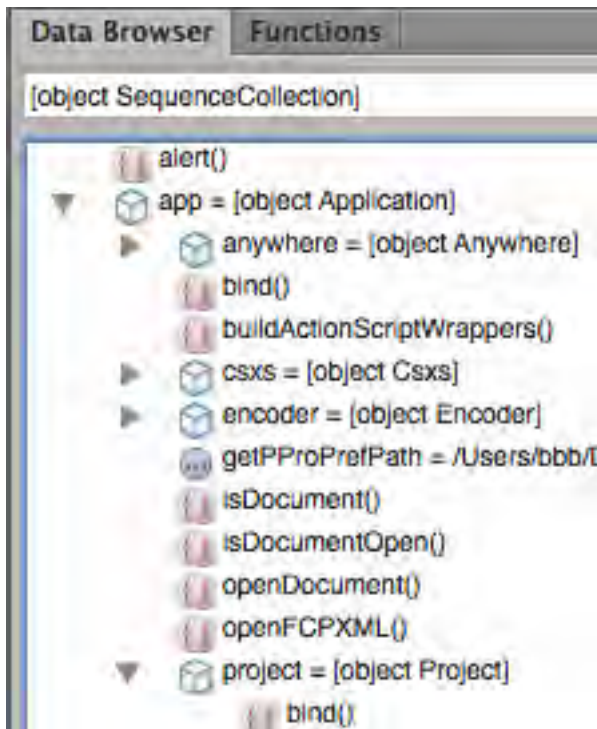 Data Browser Functions
[object SequenceCollection]
alert()
app = [object Application]
anywhere = [object Anywhere]
bind()
buildActionScriptWrappers()
csxs = [object Csxs]
encoder = [object Encoder]
getPProPrefPath = /Users/bbb/D
isDocument()
isDocumentOpen()
openDocument()
openFCPXML()
project = [object Project]
bind()